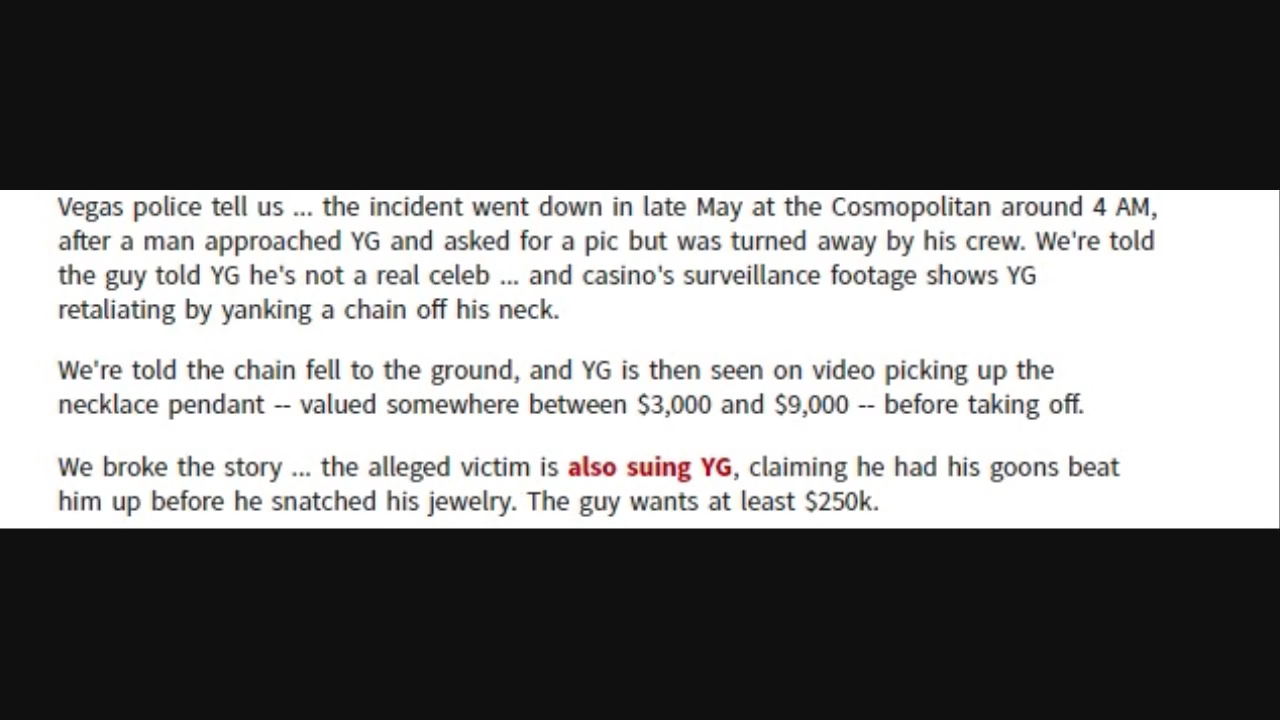 Vegas police tell us ... the incident went down in late May at the Cosmopolitan around 4 AM,
after a man approached YG and asked for a pic but was turned away by his crew. We're told
the guy told YG he's not a real celeb ... and casino's surveillance footage shows YG
retaliating by yanking a chain off his neck.
We're told the chain fell to the ground, and YG is then seen on video picking up the
necklace pendant -- valued somewhere between $3,000 and $9,000 -- before taking off.
We broke the story ... the alleged victim is also suing YG, claiming he had his goons beat
him up before he snatched his jewelry. The guy wants at least $250k.